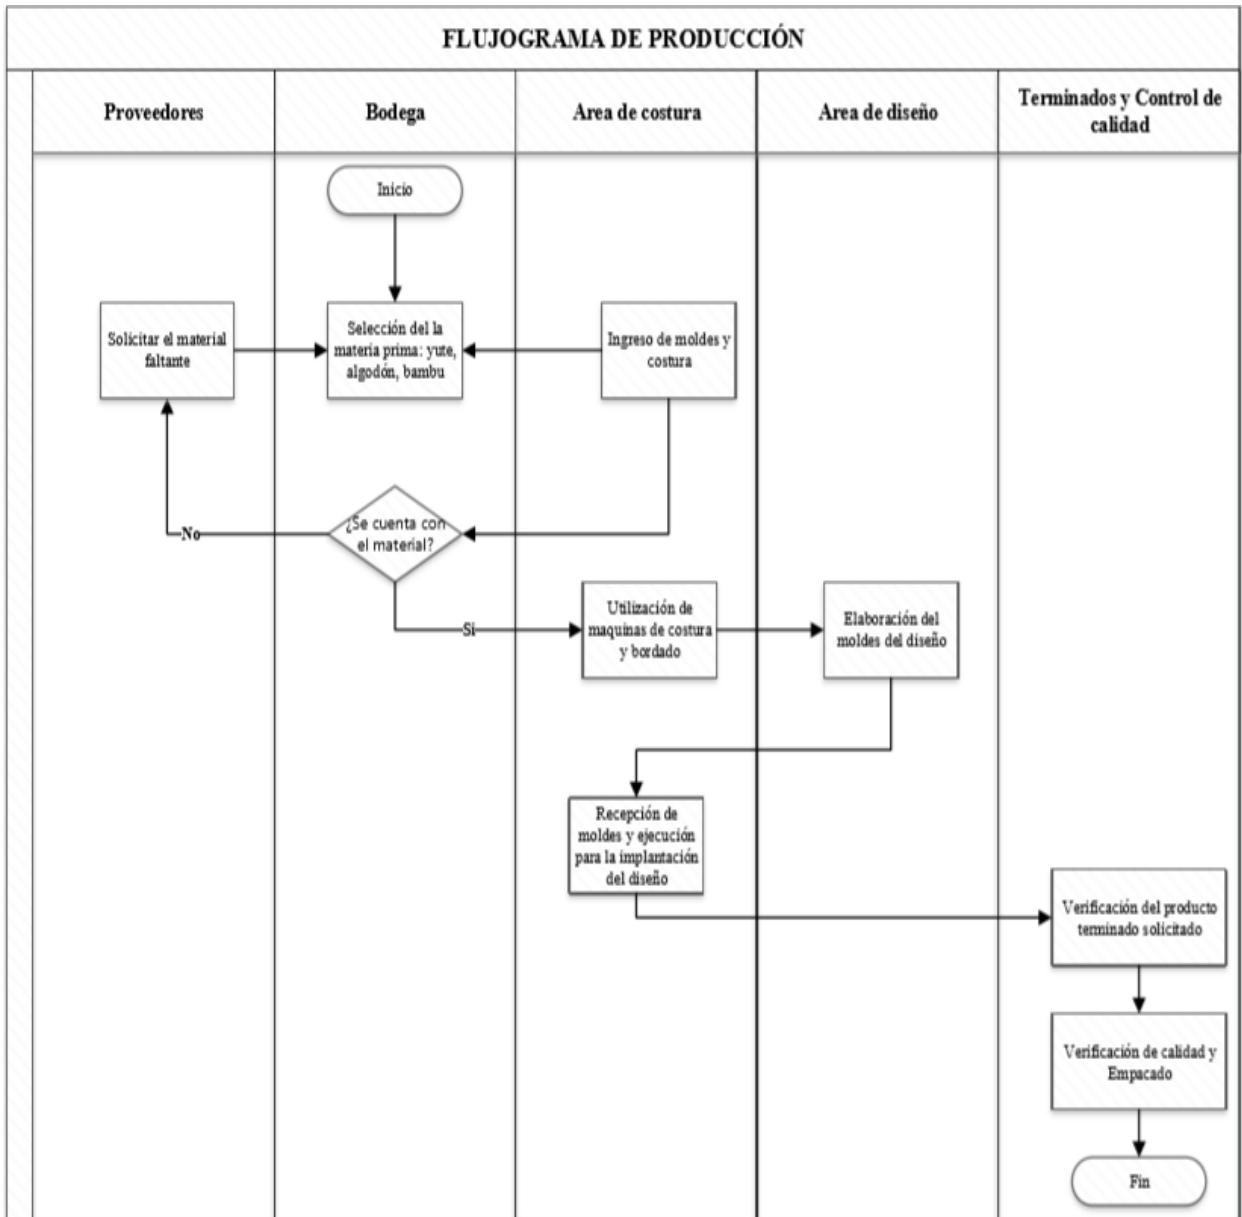 FLUJOGRAMA DE PRODUCCIÓN
Proveedores
Bodega
Area de costura
Area de diseño
Terminados y Control de
calidad
Inicio
Solicitar el material
faltante
Selección del la
materia prima: yute,
algodón, bambu
Ingreso de moldes y
costura
¿Se cuenta con
el material?
No
Si
Utilización de
maquinas de costura
y bordado
Elaboración del
moldes del diseño
Recepción de
moldes y ejecución
para la implantación
del diseño
Verificación del producto
terminado solicitado
Verificación de calidad y
Empacado
Fin